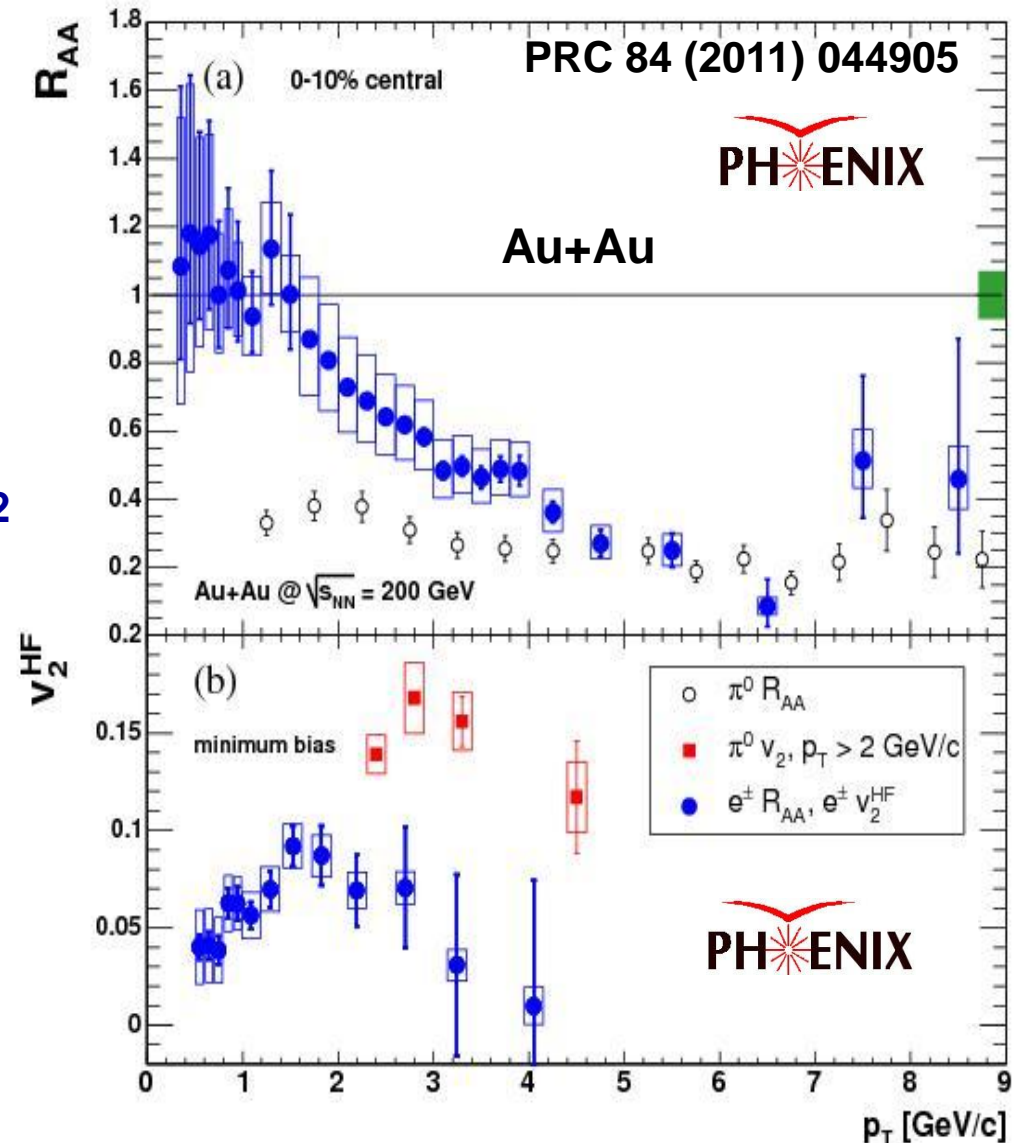 1.8
R_AA
PRC 84 (2011) 044905
(a) 0-10% central
1.6
PHENIX
1.4
1.2
Au+Au
1
0.8
0.6
0.4
2
0.2
Au+Au @ √s_NN = 200 GeV
0.2
v_2^HF
(b)
minimum bias
0.15
0.1
0.05
0
π⁰ R_AA
π⁰ v_2, p_T > 2 GeV/c
e± R_AA, e± v_2^HF
PHENIX
0 1 2 3 4 5 6 7 8 9
p_T [GeV/c]